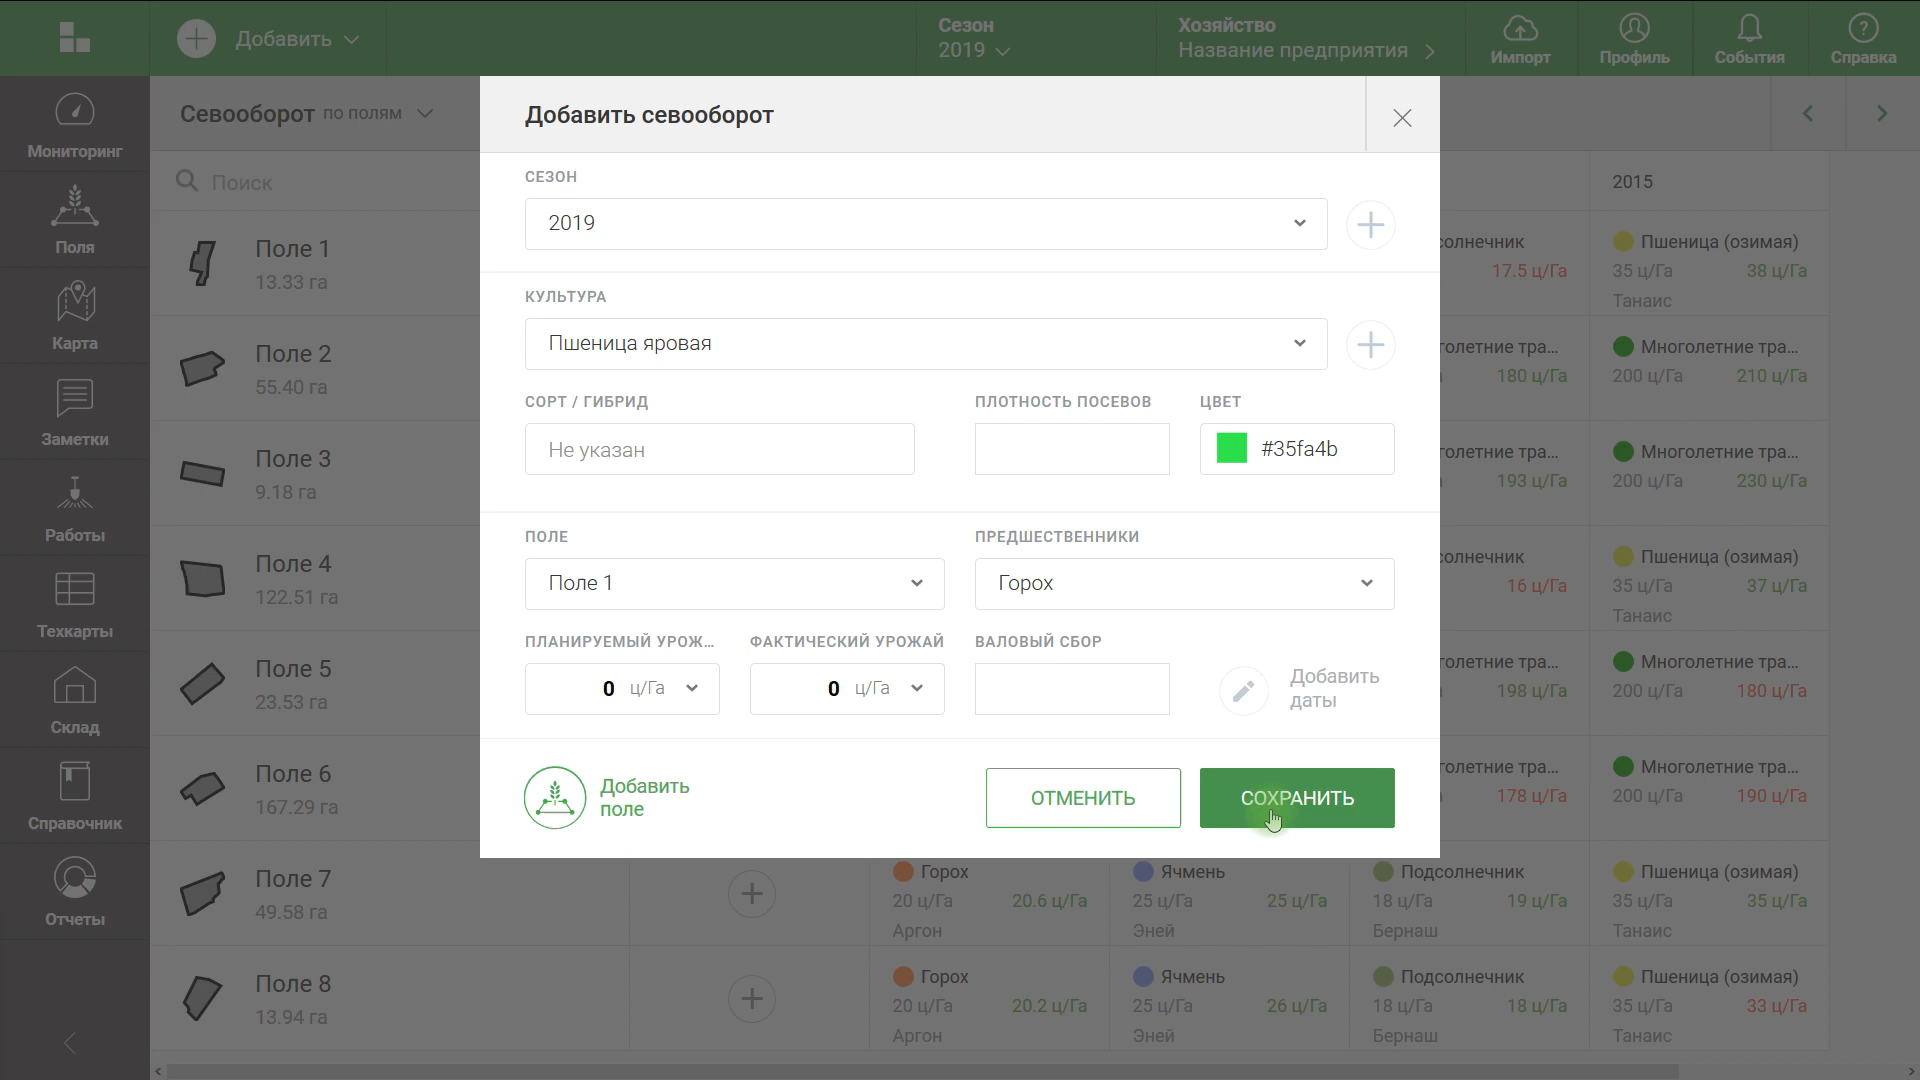 Добавить
Сезон
2019
Хозяйство
Название предприятия
Импорт
Профиль
События
Справка
Мониторинг
Поля
Карта
Заметки
Работы
Техкарты
Склад
Справочник
Отчеты
Севооборот по полям
Поиск
Поле 1
13.33 га
Поле 2
55.40 га
Поле 3
9.18 га
Поле 4
122.51 га
Поле 5
23.53 га
Поле 6
167.29 га
Поле 7
49.58 га
Поле 8
13.94 га
Добавить севооборот
СЕЗОН
2019
КУЛЬТУРА
Пшеница яровая
СОРТ / ГИБРИД
ПЛОТНОСТЬ ПОСЕВОВ
ЦВЕТ
Не указан
#35fa4b
ПОЛЕ
ПРЕДШЕСТВЕННИКИ
Поле 1
Горох
ПЛАНИРУЕМЫЙ УРОЖ...
ФАКТИЧЕСКИЙ УРОЖАЙ
ВАЛОВЫЙ СБОР
0 ц/Га
0 ц/Га
Добавить
даты
Добавить
поле
ОТМЕНИТЬ
СОХРАНИТЬ
2015
солнечник
17.5 ц/Га
Пшеница (озимая)
35 ц/Га 38 ц/Га
Танаис
голетние тра...
180 ц/Га
Многолетние тра...
200 ц/Га 210 ц/Га
голетние тра...
193 ц/Га
Многолетние тра...
200 ц/Га 230 ц/Га
солнечник
16 ц/Га
Пшеница (озимая)
35 ц/Га 37 ц/Га
Танаис
голетние тра...
198 ц/Га
Многолетние тра...
200 ц/Га 180 ц/Га
голетние тра...
178 ц/Га
Многолетние тра...
200 ц/Га 190 ц/Га
Горох
20 ц/Га 20.6 ц/Га
Аргон
Ячмень
25 ц/Га 25 ц/Га
Эней
Подсолнечник
18 ц/Га 19 ц/Га
Бернаш
Пшеница (озимая)
35 ц/Га 35 ц/Га
Танаис
Горох
20 ц/Га 20.2 ц/Га
Аргон
Ячмень
25 ц/Га 26 ц/Га
Эней
Подсолнечник
18 ц/Га 18 ц/Га
Бернаш
Пшеница (озимая)
35 ц/Га 33 ц/Га
Танаис